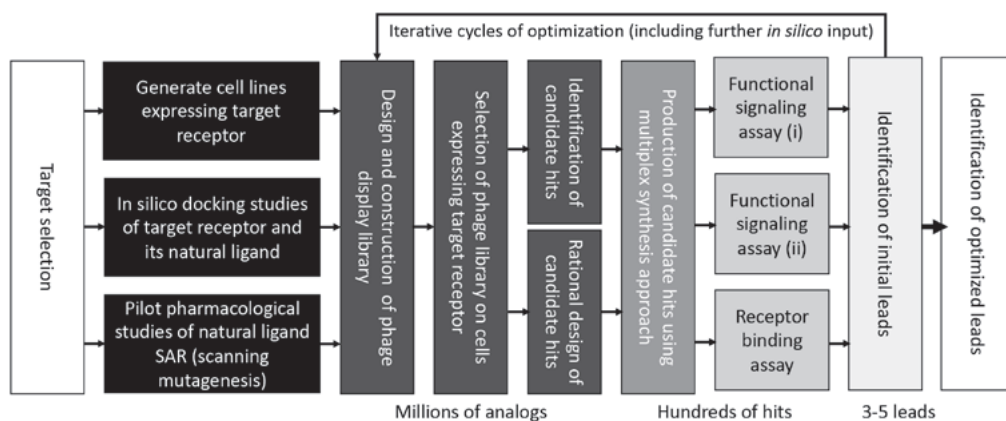 Iterative cycles of optimization (including further in silico input)
Target selection
Generate cell lines
expressing target
receptor
In silico docking studies
of target receptor and
its natural ligand
Pilot pharmacological
studies of natural ligand
SAR (scanning
mutagenesis)
Design and construction of phage
display library
Selection of phage library on cells
expressing target receptor
Identification of
candidate hits
Rational design of
candidate hits
Production of candidate hits using
multiplex synthesis approach
Functional
signaling
assay (i)
Functional
signaling
assay (ii)
Receptor
binding
assay
Identification of initial leads
Identification of optimized leads
Millions of analogs
Hundreds of hits
3-5 leads